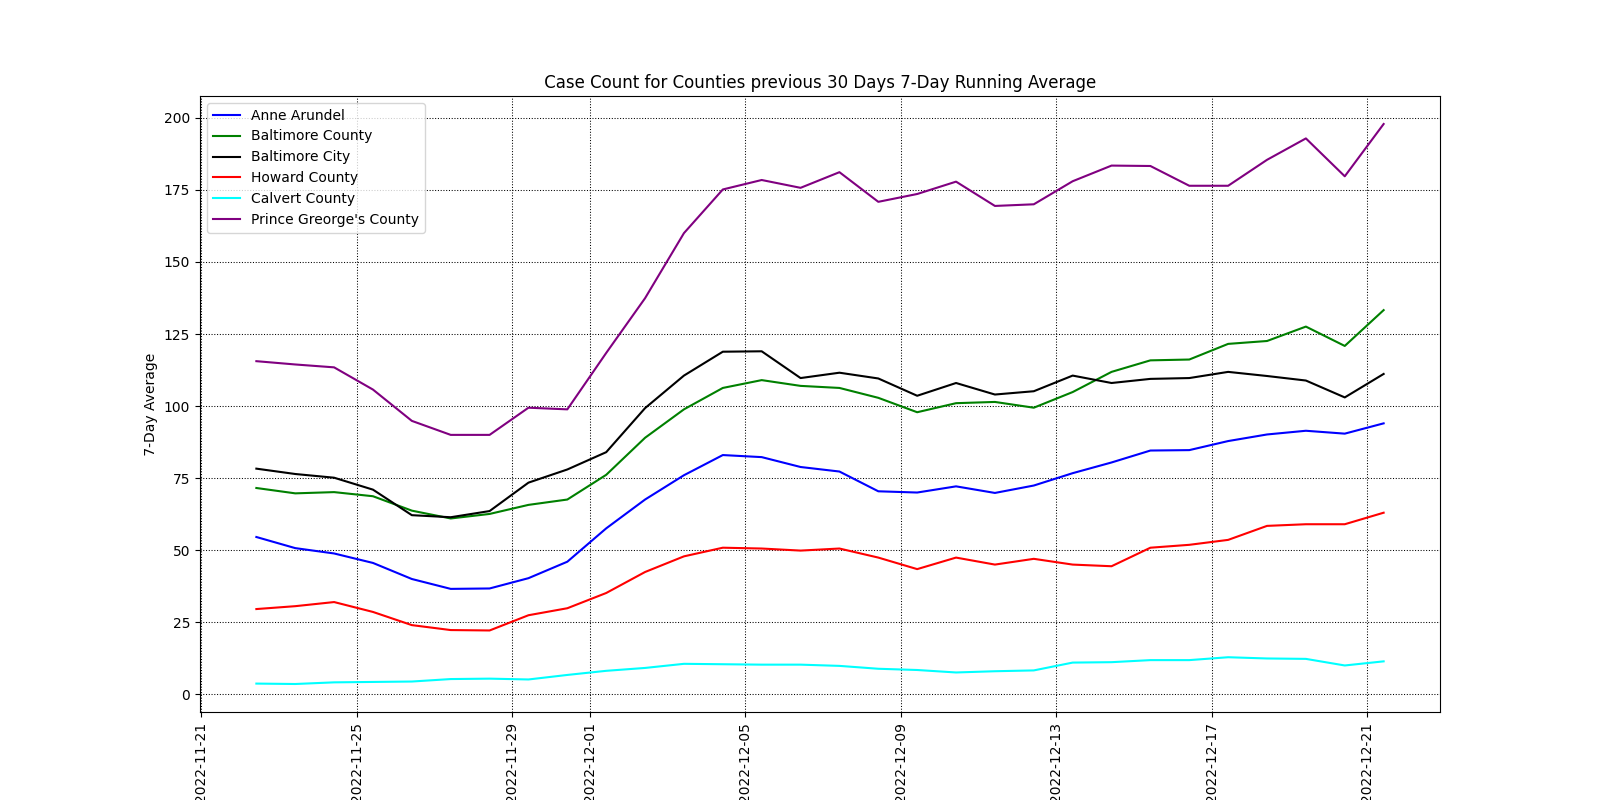 Case Count for Counties previous 30 Days 7-Day Running Average
Anne Arundel
Baltimore County
Baltimore City
Howard County
Calvert County
Prince Greorge's County
7-Day Average
200
175
150
125
100
75
50
25
0
2022-11-21
2022-11-25
2022-11-29
2022-12-01
2022-12-05
2022-12-09
2022-12-13
2022-12-17
2022-12-21